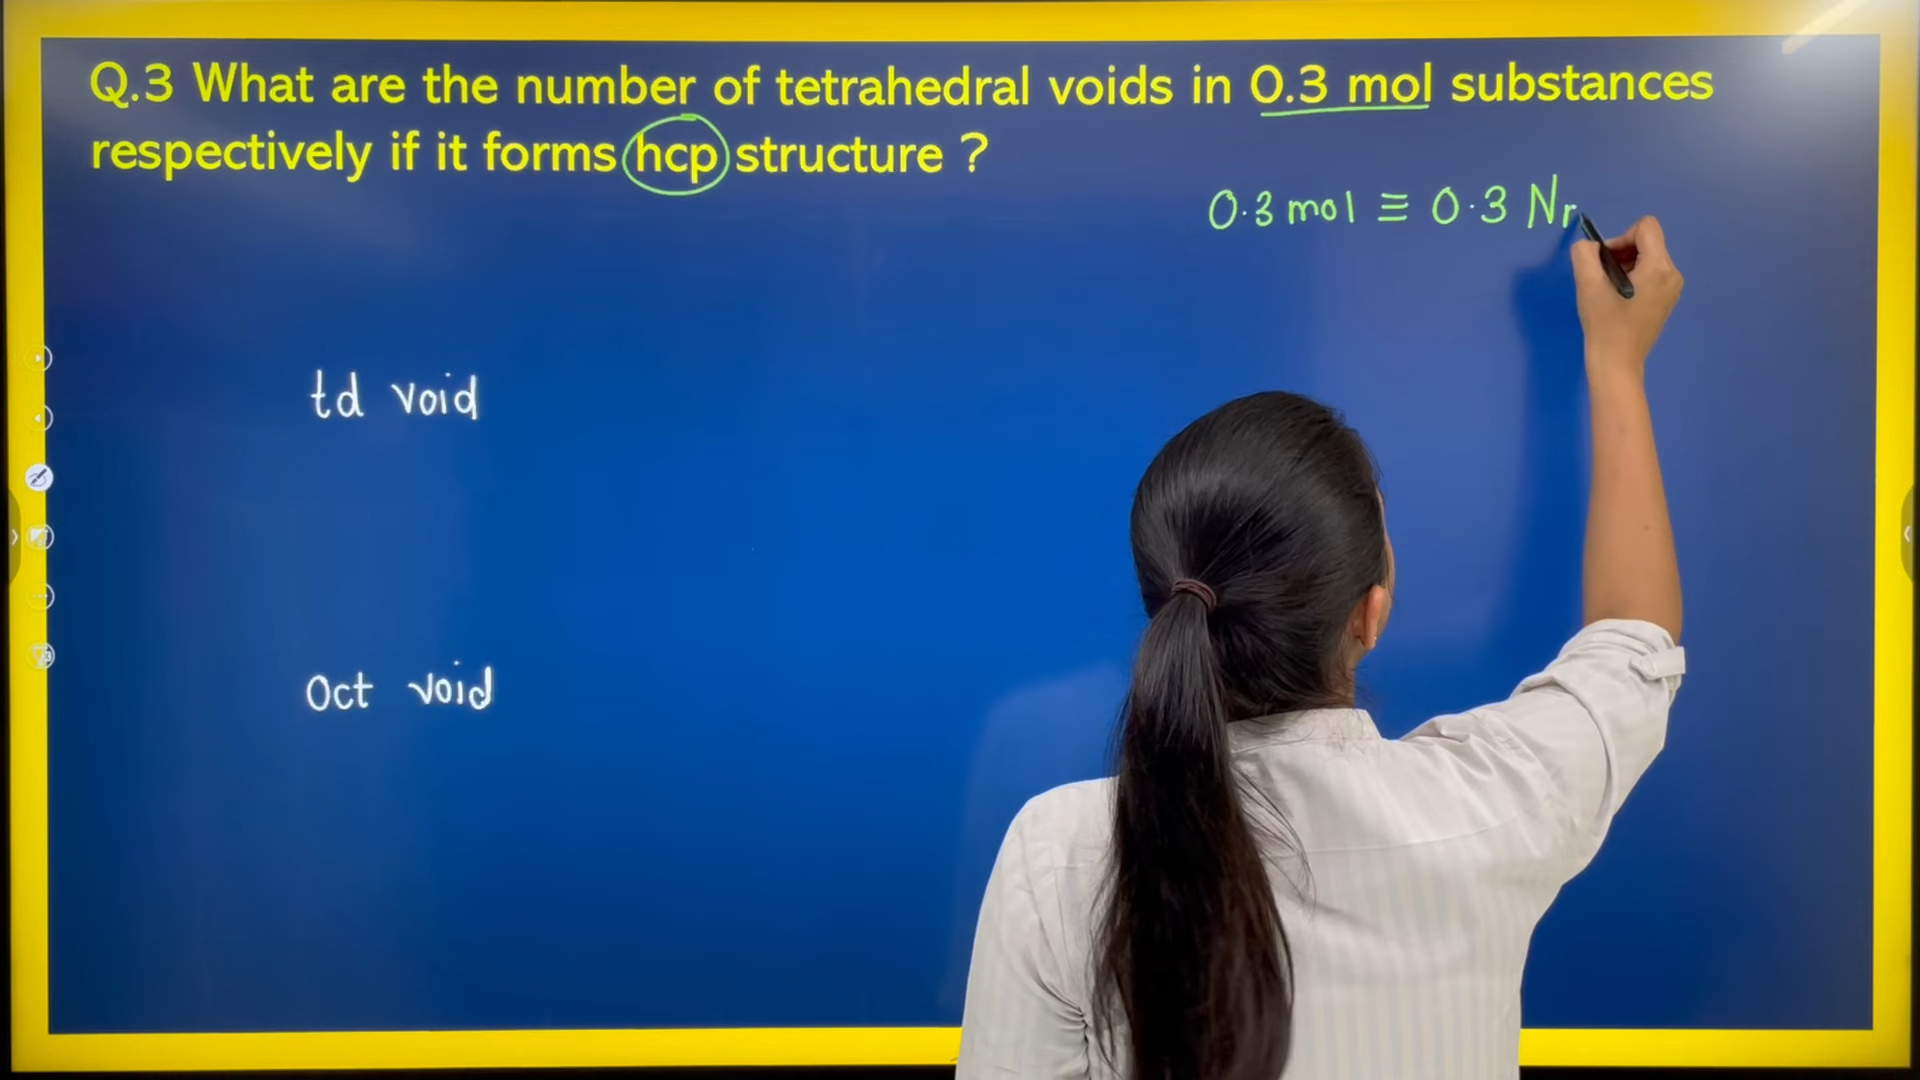 Q.3 What are the number of tetrahedral voids in 0.3 mol substances
respectively if it forms hcp structure ?
0.3 mol ≡ 0.3 N
td void
Oct void